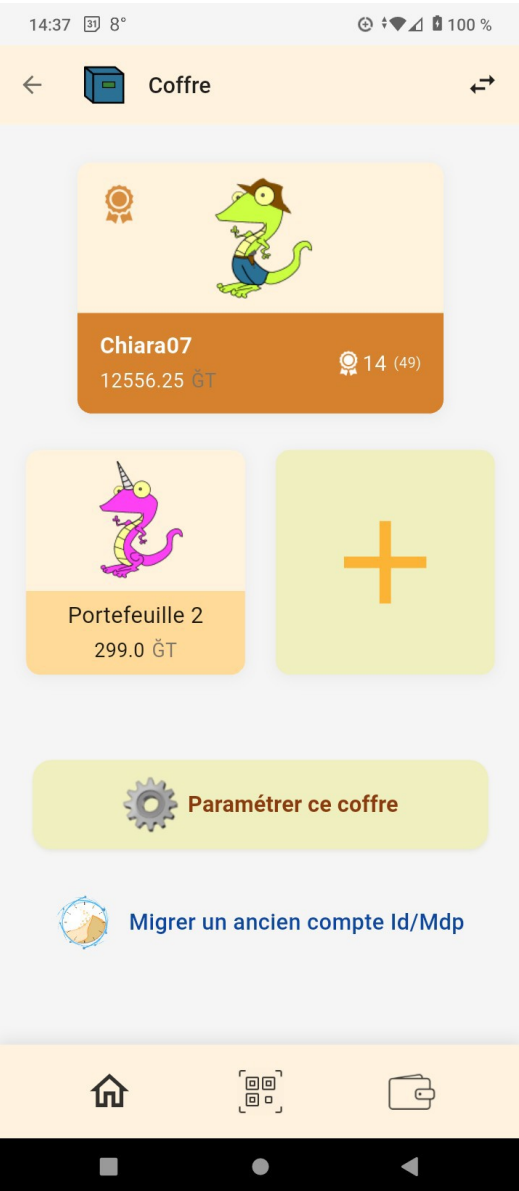 14:37 31 8° 100 %
Coffre
Chiara07
12556.25 ĞT
14 (49)
Portefeuille 2
299.0 ĞT
Paramétrer ce coffre
Migrer un ancien compte Id/Mdp